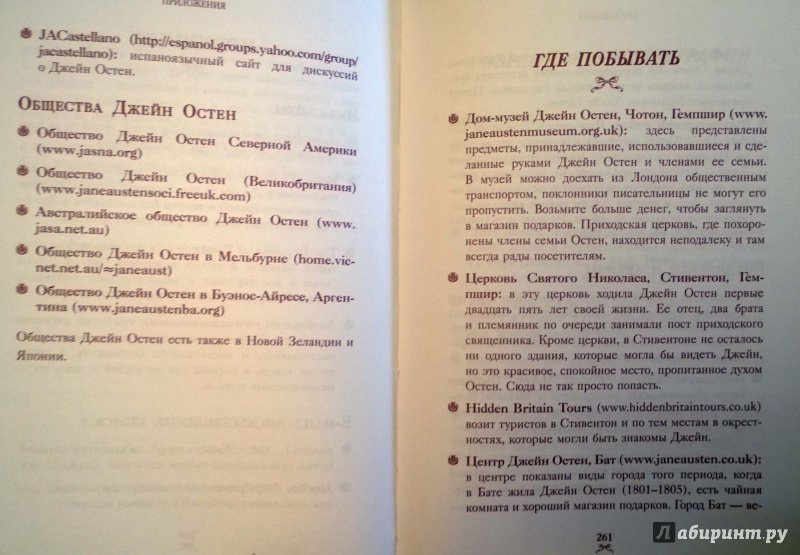 ПРИЛОЖЕНИЯ
JACastellano (http://espanol.groups.yahoo.com/group/
jacastellano): испаноязычный сайт для дискуссий
о Джейн Остен.
Общества Джейн Остен
Общество Джейн Остен Северной Америки
(www.jasna.org)
Общество Джейн Остен (Великобритания)
(www.janeaustensoci.freeuk.com)
Австралийское общество Джейн Остен (www.
jasa.net.au)
Общество Джейн Остен в Мельбурне (home.vic-
net.net.au/≈janeaust)
Общество Джейн Остен в Буэнос-Айресе, Арген-
тина (www.janeaustenba.org)
Общества Джейн Остен есть также в Новой Зеландии и
Японии.
ГДЕ ПОБЫВАТЬ
Дом-музей Джейн Остен, Чотон, Гемпшир (www.
janeaustenmuseum.org.uk): здесь представлены
предметы, принадлежавшие, использовавшиеся и сде-
ланные руками Джейн Остен и членами ее семьи.
В музей можно доехать из Лондона общественным
транспортом, поклонники писательницы не могут его
пропустить. Возьмите больше денег, чтобы заглянуть
в магазин подарков. Приходская церковь, где похоро-
нены члены семьи Остен, находится неподалеку и там
всегда рады посетителям.
Церковь Святого Николаса, Стивентон, Гем-
пшир: в эту церковь ходила Джейн Остен первые
двадцать пять лет своей жизни. Ее отец, два брата
и племянник по очереди занимали пост приходского
священника. Кроме церкви, в Стивентоне не осталось
ни одного здания, которые могла бы видеть Джейн,
но это красивое, спокойное место, пропитанное духом
Остен. Сюда не так просто попасть.
Hidden Britain Tours (www.hiddenbritaintours.co.uk)
возит туристов в Стивентон и по тем местам в окрест-
ностях, которые могли быть знакомы Джейн.
Центр Джейн Остен, Бат (www.janeausten.co.uk):
в центре показаны виды города того периода, когда
в Бате жила Джейн Остен (1801–1805), есть чайная
комната и хороший магазин подарков. Город Бат — ве-
261
Лабиринт.ру